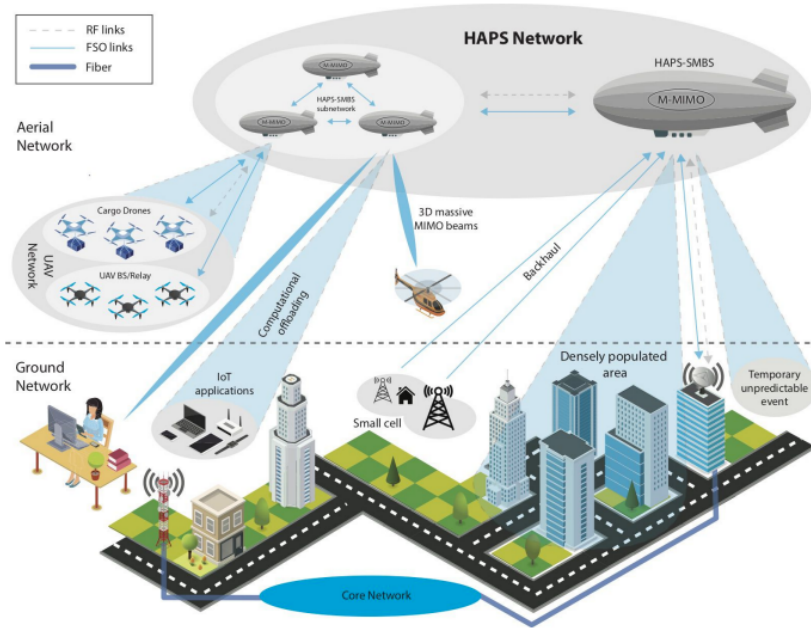 RF links
FSO links
Fiber
HAPS Network
HAPS-SMBS
M-MIMO
M-MIMO
HAPS-SMBS
subnetwork
M-MIMO
M-MIMO
Aerial
Network
Cargo Drones
UAV
Network
UAV BS/Relay
3D massive
MIMO beams
Backhaul
Computational
offloading
Ground
Network
IoT
applications
Small cell
Densely populated
area
Temporary
unpredictable
event
Core Network